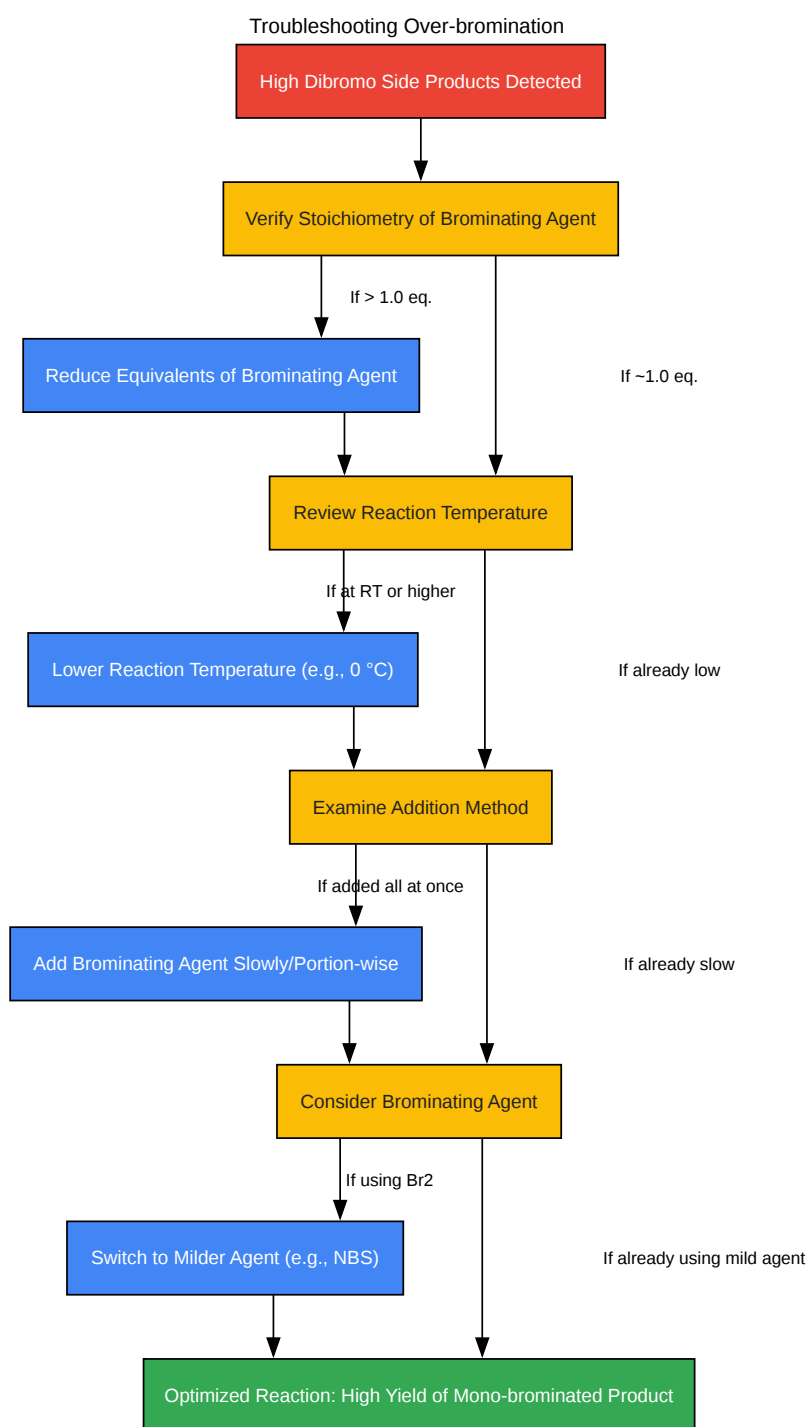 Troubleshooting Over-bromination
High Dibromo Side Products Detected
Verify Stoichiometry of Brominating Agent
If > 1.0 eq.
Reduce Equivalents of Brominating Agent
If ~1.0 eq.
Review Reaction Temperature
If at RT or higher
Lower Reaction Temperature (e.g., 0 °C)
If already low
Examine Addition Method
If added all at once
Add Brominating Agent Slowly/Portion-wise
If already slow
Consider Brominating Agent
If using Br2
Switch to Milder Agent (e.g., NBS)
If already using mild agent
Optimized Reaction: High Yield of Mono-brominated Product